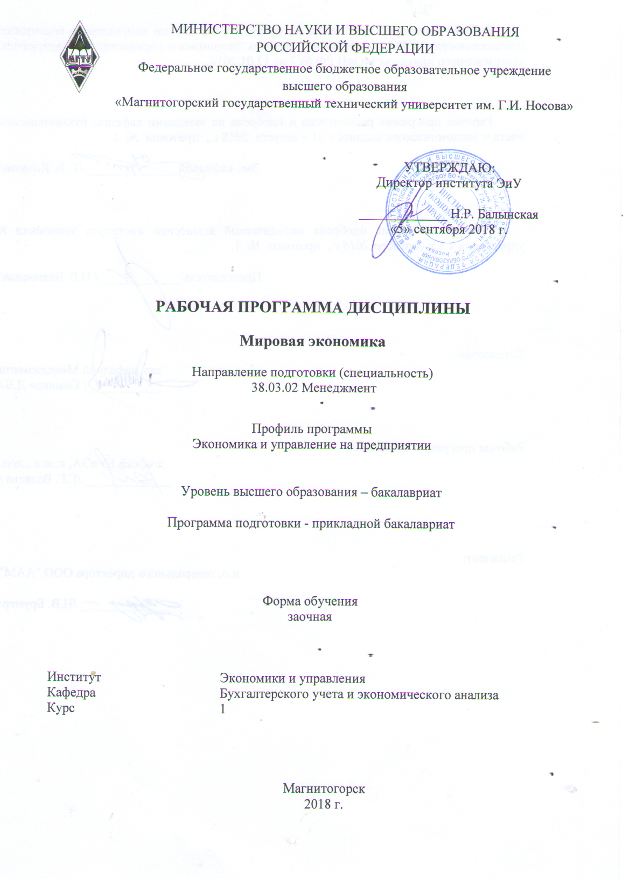 МИНИСТЕРСТВО НАУКИ И ВЫСШЕГО ОБРАЗОВАНИЯ
РОССИЙСКОЙ ФЕДЕРАЦИИ
Федеральное государственное бюджетное образовательное учреждение
высшего образования
«Магнитогорский государственный технический университет им. Г.И. Носова»
УТВЕРЖДАЮ:
Директор института ЭиУ
Н.Р. Балынская
«5» сентября 2018 г.
РАБОЧАЯ ПРОГРАММА ДИСЦИПЛИНЫ
Мировая экономика
Направление подготовки (специальность)
38.03.02 Менеджмент
Профиль программы
Экономика и управление на предприятии
Уровень высшего образования – бакалавриат
Программа подготовки - прикладной бакалавриат
Форма обучения
заочная
Институт Экономики и управления
Кафедра Бухгалтерского учета и экономического анализа
Курс 1
Магнитогорск
2018 г.